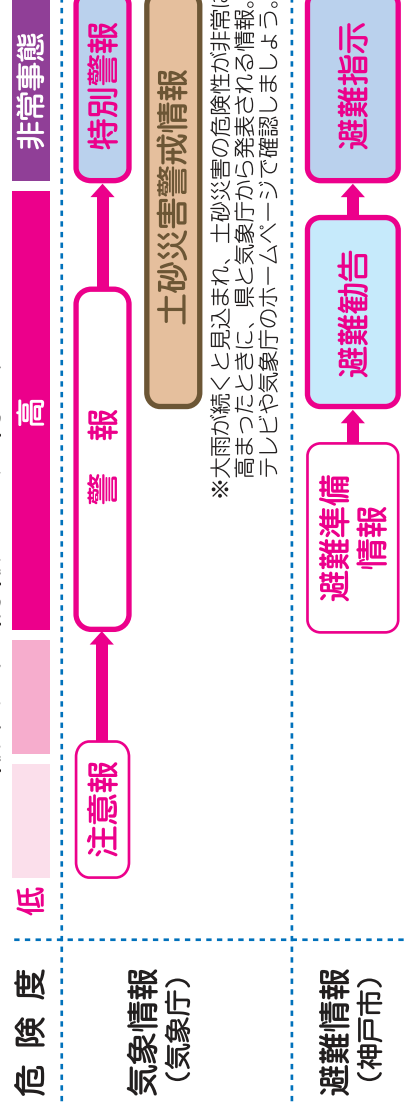 危険度
低
高
非常事態
気象情報
(気象庁)
注意報
警報
特別警報
土砂災害警戒情報
※大雨が続くと見込まれ、土砂災害の危険性が非常に
高まったときに、県と気象庁から発表される情報。
テレビや気象庁のホームページで確認しましょう。
避難情報
(神戸市)
避難準備
情報
避難勧告
避難指示